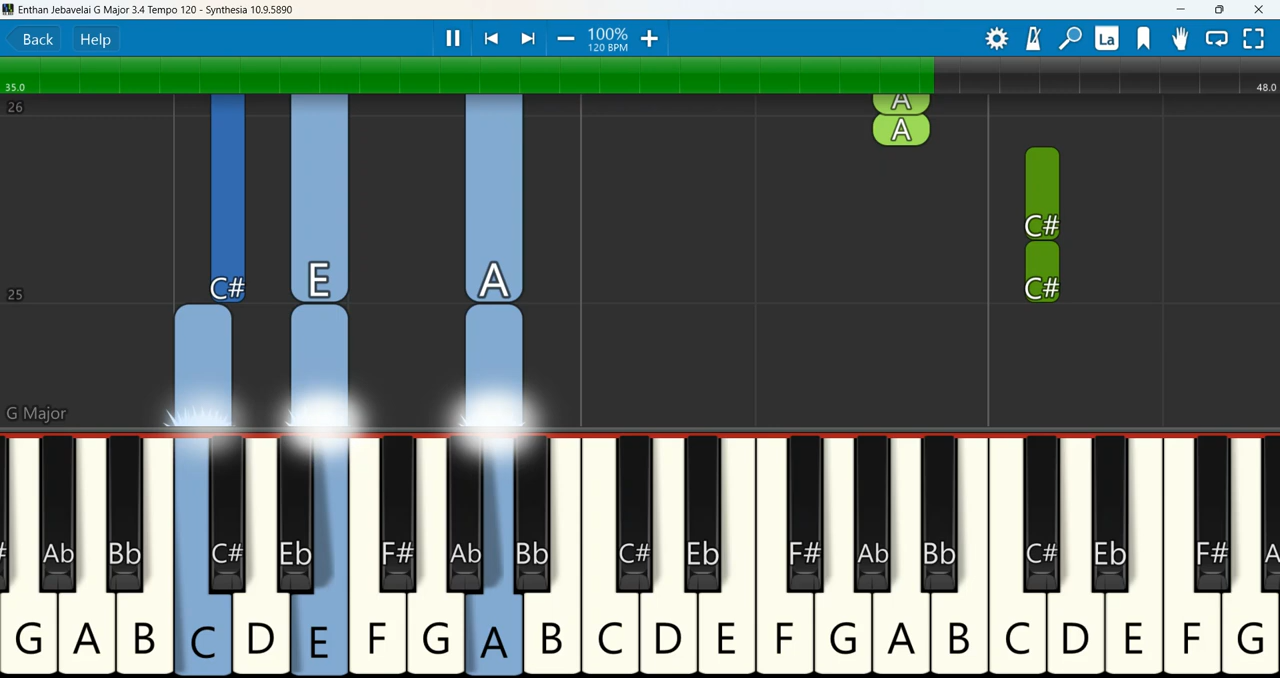 Enthan Jebavelai G Major 3.4 Tempo 120 - Synthesia 10.9.5890
Back Help 100% La
120 BPM
35.0 48.0
26 A
A
C#
C# E A C#
25
G Major
Ab Bb C# Eb F# Ab Bb C# Eb F# Ab Bb C# Eb F# A
G A B C D E F G A B C D E F G A B C D E F G